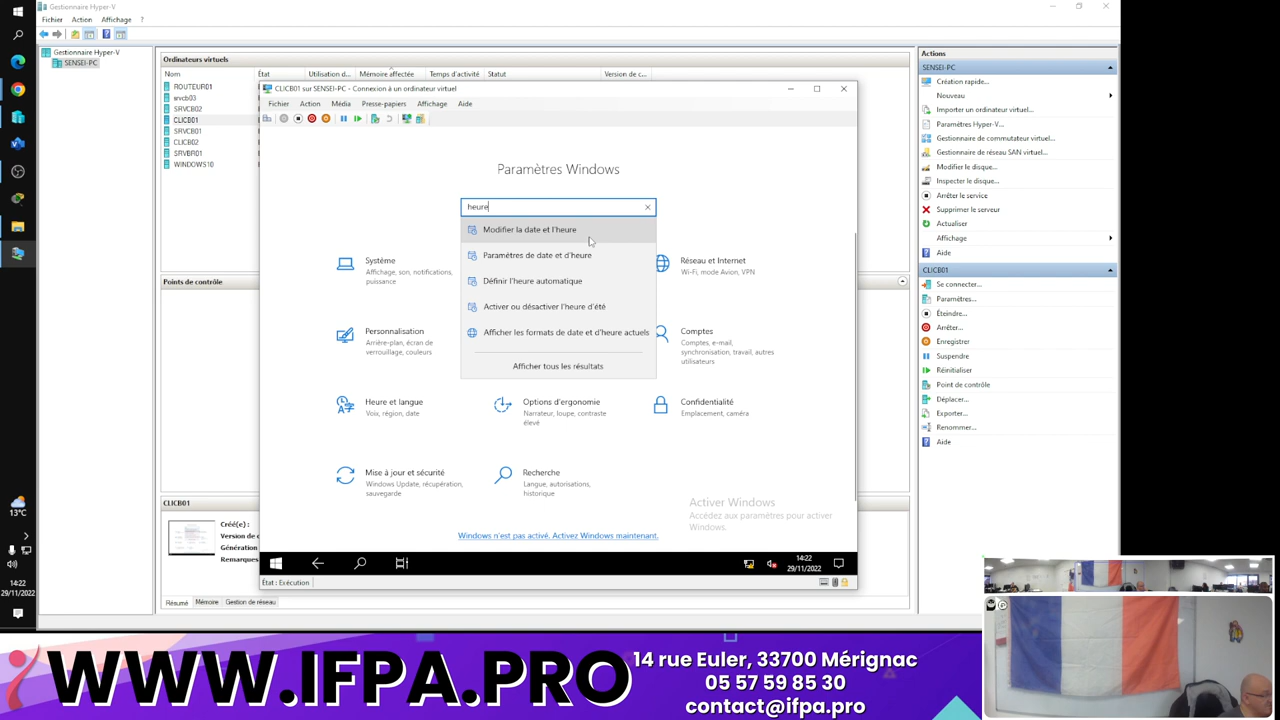 Gestionnaire Hyper-V
Fichier Action Affichage ?
Gestionnaire Hyper-V
SENSEI-PC
Ordinateurs virtuels
Nom État Utilisation d... Mémoire affectée Temps d'activité Statut Version de c...
ROUTEUR01
srvcb03
SRVCB02
CLICB01
SRVCB01
CLICB02
SRVBR01
WINDOWS10
Points de contrôle
CLICB01
Créé(e) :
Version de c
Génération
Remarques
Résumé Mémoire Gestion de réseau
CLICB01 sur SENSEI-PC - Connexion à un ordinateur virtuel
Fichier Action Média Presse-papiers Affichage Aide
Paramètres Windows
heure
Modifier la date et l'heure
Paramètres de date et d'heure
Définir l'heure automatique
Activer ou désactiver l'heure d'été
Afficher les formats de date et d'heure actuels
Afficher tous les résultats
Système
Affichage, son, notifications,
puissance
Réseau et Internet
Wi-Fi, mode Avion, VPN
Personnalisation
Arrière-plan, écran de
verrouillage, couleurs
Comptes
Comptes, e-mail,
synchronisation, travail, autres
utilisateurs
Heure et langue
Voix, région, date
Options d'ergonomie
Narrateur, loupe, contraste
élevé
Confidentialité
Emplacement, caméra
Mise à jour et sécurité
Windows Update, récupération,
sauvegarde
Recherche
Langue, autorisations,
historique
Activer Windows
Accédez aux paramètres pour activer
Windows.
Windows n'est pas activé. Activez Windows maintenant.
14:22
29/11/2022
État : Exécution
Actions
SENSEI-PC
Création rapide...
Nouveau
Importer un ordinateur virtuel...
Paramètres Hyper-V...
Gestionnaire de commutateur virtuel...
Gestionnaire de réseau SAN virtuel...
Modifier le disque...
Inspecter le disque...
Arrêter le service
Supprimer le serveur
Actualiser
Affichage
Aide
CLICB01
Se connecter...
Paramètres...
Éteindre...
Arrêter...
Enregistrer
Suspendre
Réinitialiser
Point de contrôle
Déplacer...
Exporter...
Renommer...
Aide
13°C
14:22
29/11/2022
WWW.IFPA.PRO
14 rue Euler, 33700 Mérignac
05 57 59 85 30
contact@ifpa.pro